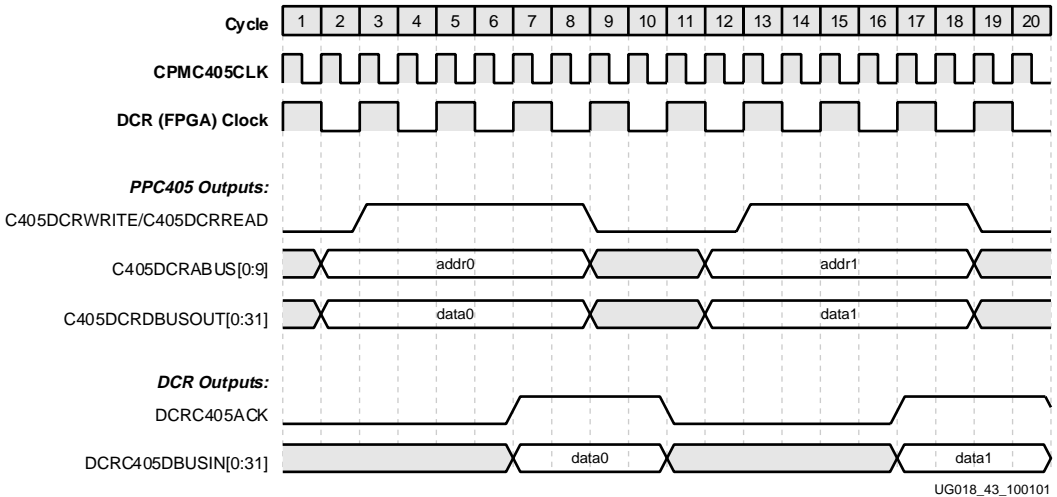 Cycle 1 2 3 4 5 6 7 8 9 10 11 12 13 14 15 16 17 18 19 20
CPMC405CLK
DCR (FPGA) Clock
PPC405 Outputs:
C405DCRWRITE/C405DCRREAD
C405DCRABUS[0:9] addr0 addr1
C405DCRDBUSOUT[0:31] data0 data1
DCR Outputs:
DCRC405ACK
DCRC405DBUSIN[0:31] data0 data1
UG018_43_100101